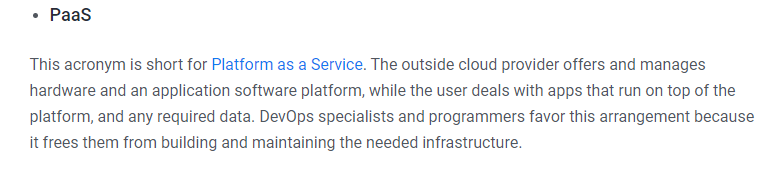 • PaaS
This acronym is short for Platform as a Service. The outside cloud provider offers and manages
hardware and an application software platform, while the user deals with apps that run on top of the
platform, and any required data. DevOps specialists and programmers favor this arrangement because
it frees them from building and maintaining the needed infrastructure.